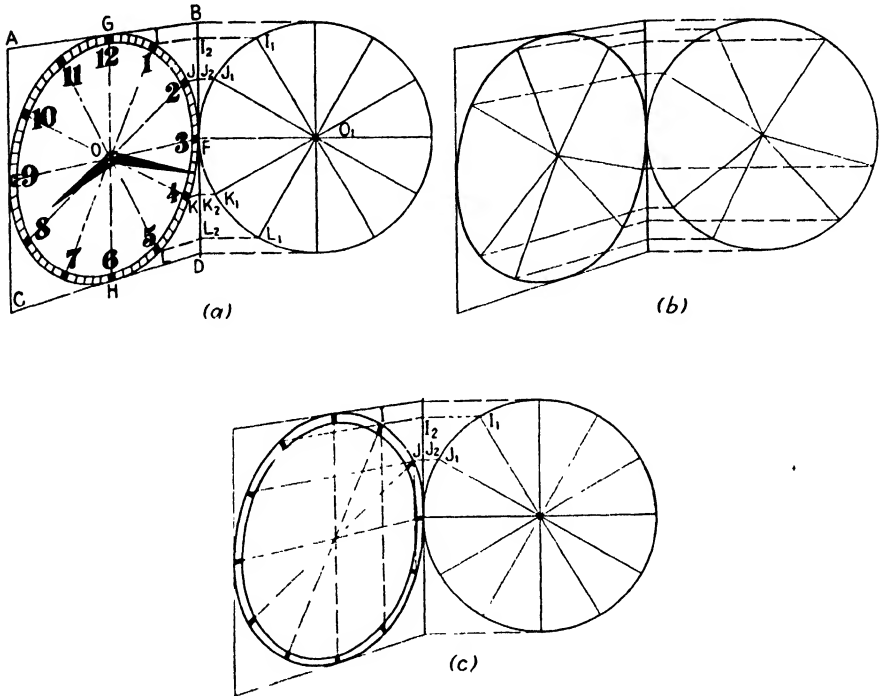 A G B
12 1 I₂ I₁
11 J J₂ J₁
2
10 3 O₁
O F
9 4 K K₂ K₁
8 5 L₂ L₁
7 6 L D
C H
(a)
(b)
I₂ I₁
J J₂ J₁
(c)